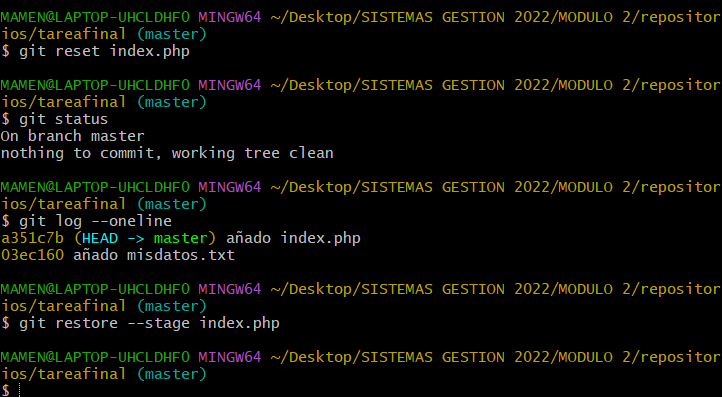 MAMEN@LAPTOP-UHCLDHF0 MINGW64 ~/Desktop/SISTEMAS GESTION 2022/MODULO 2/repositor
ios/tareafinal (master)
$ git reset index.php
MAMEN@LAPTOP-UHCLDHF0 MINGW64 ~/Desktop/SISTEMAS GESTION 2022/MODULO 2/repositor
ios/tareafinal (master)
$ git status
On branch master
nothing to commit, working tree clean
MAMEN@LAPTOP-UHCLDHF0 MINGW64 ~/Desktop/SISTEMAS GESTION 2022/MODULO 2/repositor
ios/tareafinal (master)
$ git log --oneline
a351c7b (HEAD -> master) añado index.php
03ec160 añado misdatos.txt
MAMEN@LAPTOP-UHCLDHF0 MINGW64 ~/Desktop/SISTEMAS GESTION 2022/MODULO 2/repositor
ios/tareafinal (master)
$ git restore --stage index.php
MAMEN@LAPTOP-UHCLDHF0 MINGW64 ~/Desktop/SISTEMAS GESTION 2022/MODULO 2/repositor
ios/tareafinal (master)
$